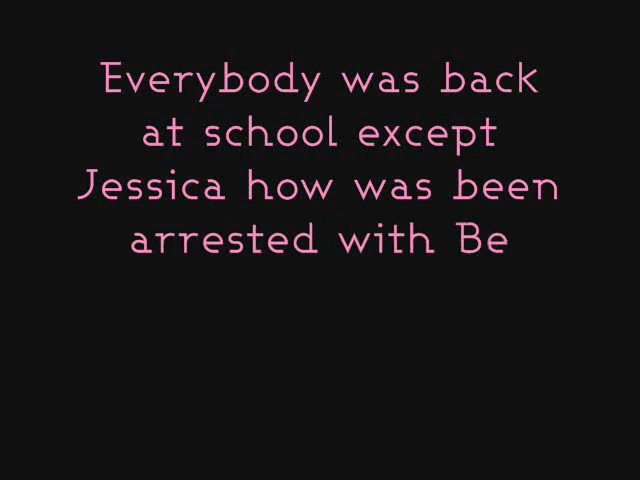 Everybody was back
at school except
Jessica how was been
arrested with Be